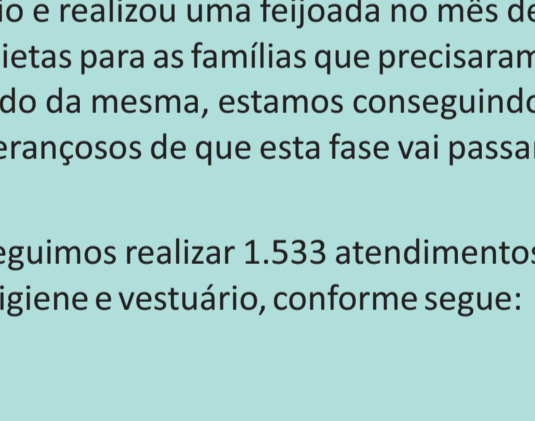 io e realizou uma feijoada no mês de
ietas para as famílias que precisaram
do da mesma, estamos conseguindo
erançosos de que esta fase vai passar
eguimos realizar 1.533 atendimentos
igiene e vestuário, conforme segue: